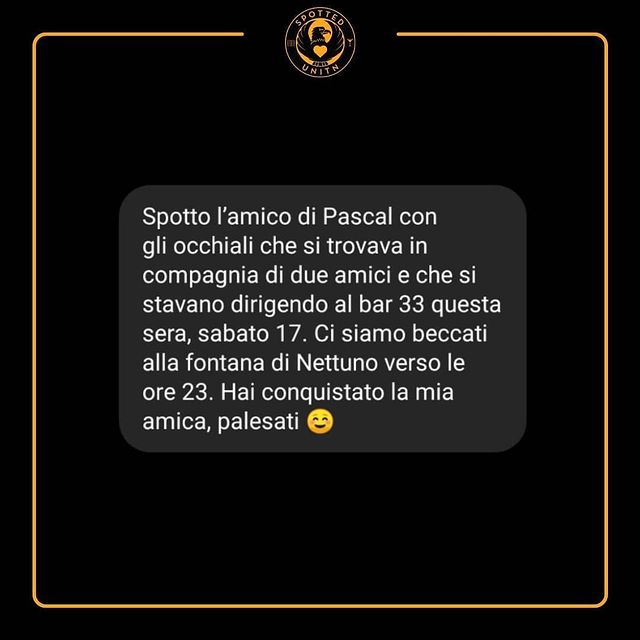 SPOTTED
UNITN
Spotto l’amico di Pascal con
gli occhiali che si trovava in
compagnia di due amici e che si
stavano dirigendo al bar 33 questa
sera, sabato 17. Ci siamo beccati
alla fontana di Nettuno verso le
ore 23. Hai conquistato la mia
amica, palesati 😊